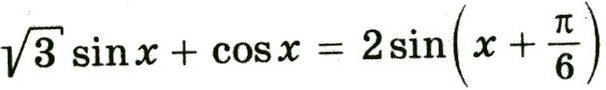 √3 sin x + cos x = 2 sin(x + π/6)